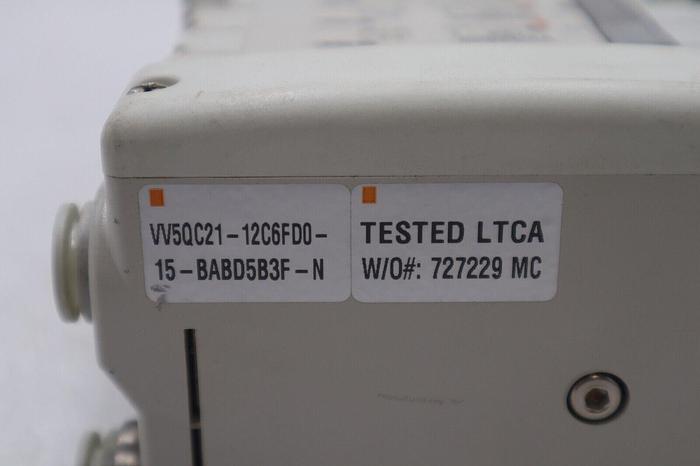 VV5QC21-12C6FD0-
15-BABD5B3F-N
TESTED LTCA
W/O#: 727229 MC